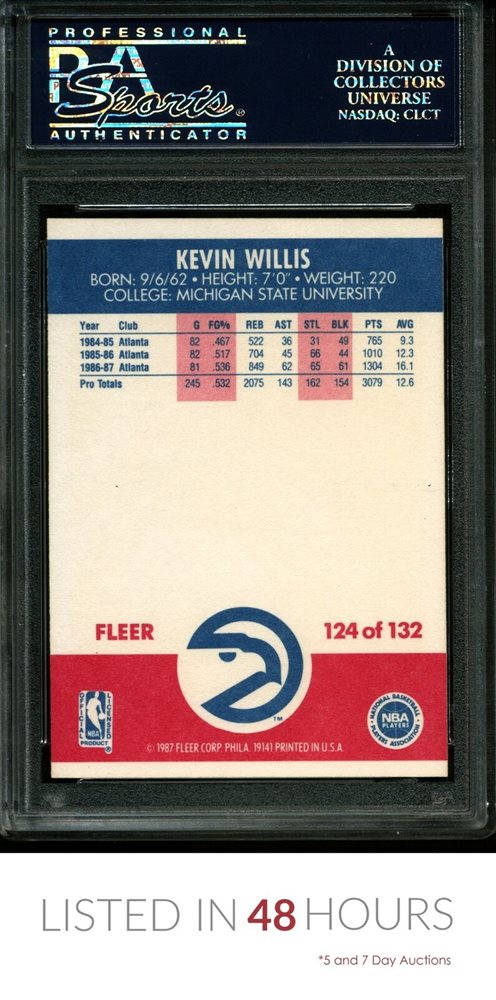 PROFESSIONAL
PSA
Sports®
AUTHENTICATOR
A
DIVISION OF
COLLECTORS
UNIVERSE
NASDAQ: CLCT
KEVIN WILLIS
BORN: 9/6/62 • HEIGHT: 7'0" • WEIGHT: 220
COLLEGE: MICHIGAN STATE UNIVERSITY
Year Club G FG% REB AST STL BLK PTS AVG
1984-85 Atlanta 82 .467 522 36 31 49 765 9.3
1985-86 Atlanta 82 .517 704 45 66 44 1010 12.3
1986-87 Atlanta 81 .536 849 62 65 61 1304 16.1
Pro Totals 245 .532 2075 143 162 154 3079 12.6
FLEER 124 of 132
TM
OFFICIAL LICENSED
NBA®
PRODUCT
NATIONAL BASKETBALL
NBA
PLAYERS
PLAYERS ASSOCIATION
© 1987 FLEER CORP. PHILA. 19141 PRINTED IN U.S.A.
LISTED IN 48 HOURS
*5 and 7 Day Auctions